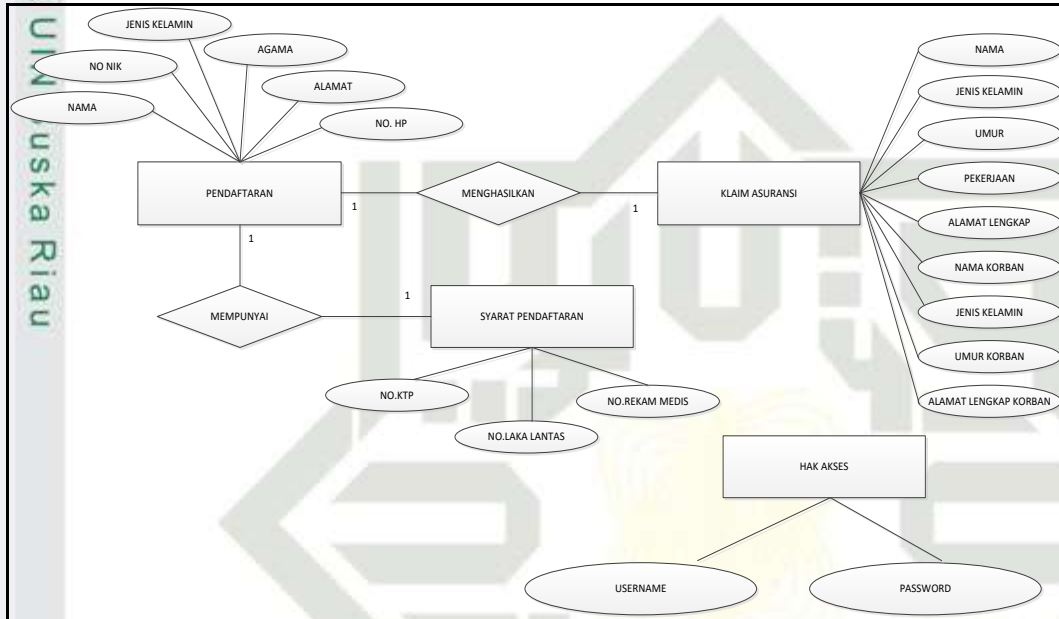 UIN Suska Riau
JENIS KELAMIN
AGAMA
NO NIK
ALAMAT
NAMA
NO. HP
PENDAFTARAN
1
MENGHASILKAN
1
KLAIM ASURANSI
NAMA
JENIS KELAMIN
UMUR
PEKERJAAN
ALAMAT LENGKAP
NAMA KORBAN
JENIS KELAMIN
UMUR KORBAN
ALAMAT LENGKAP KORBAN
1
MEMPUNYAI
1
SYARAT PENDAFTARAN
NO.KTP
NO.LAKA LANTAS
NO.REKAM MEDIS
HAK AKSES
USERNAME
PASSWORD